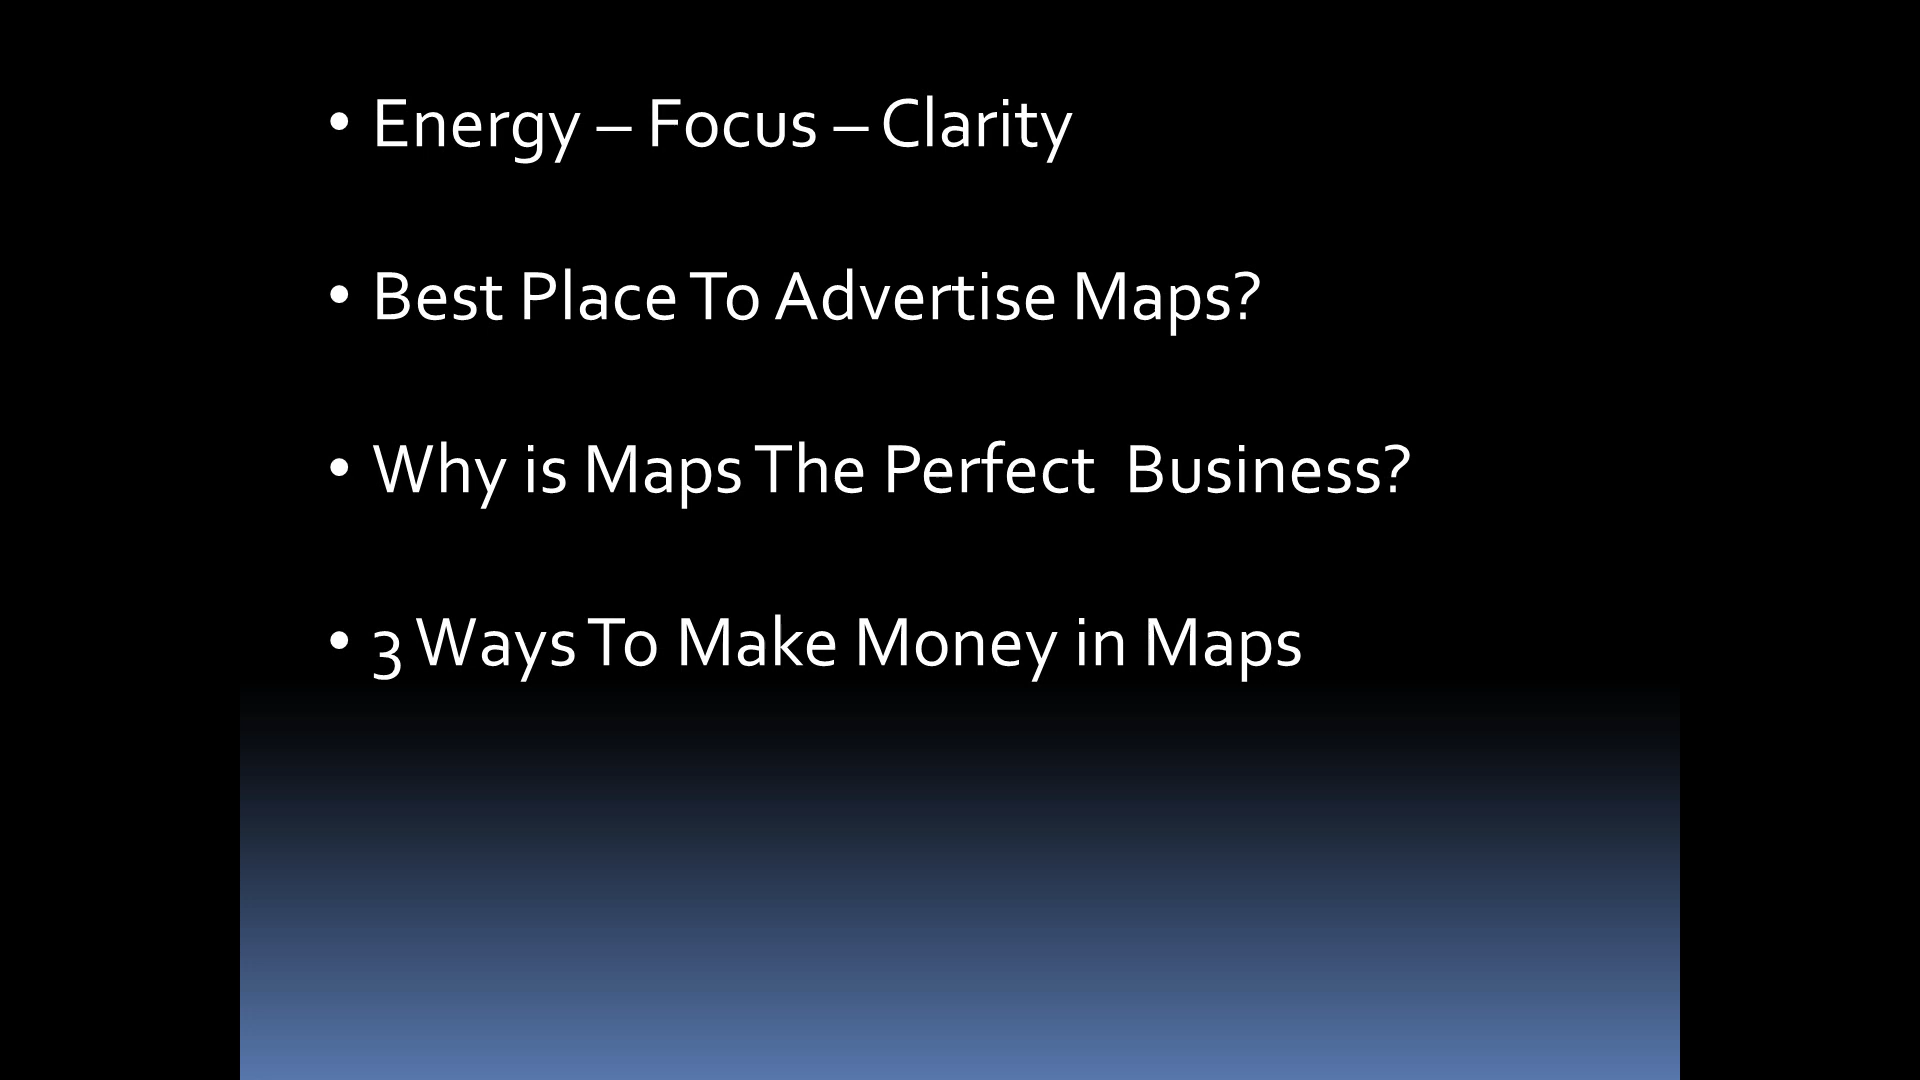 • Energy – Focus – Clarity
• Best Place To Advertise Maps?
• Why is Maps The Perfect  Business?
• 3 Ways To Make Money in Maps